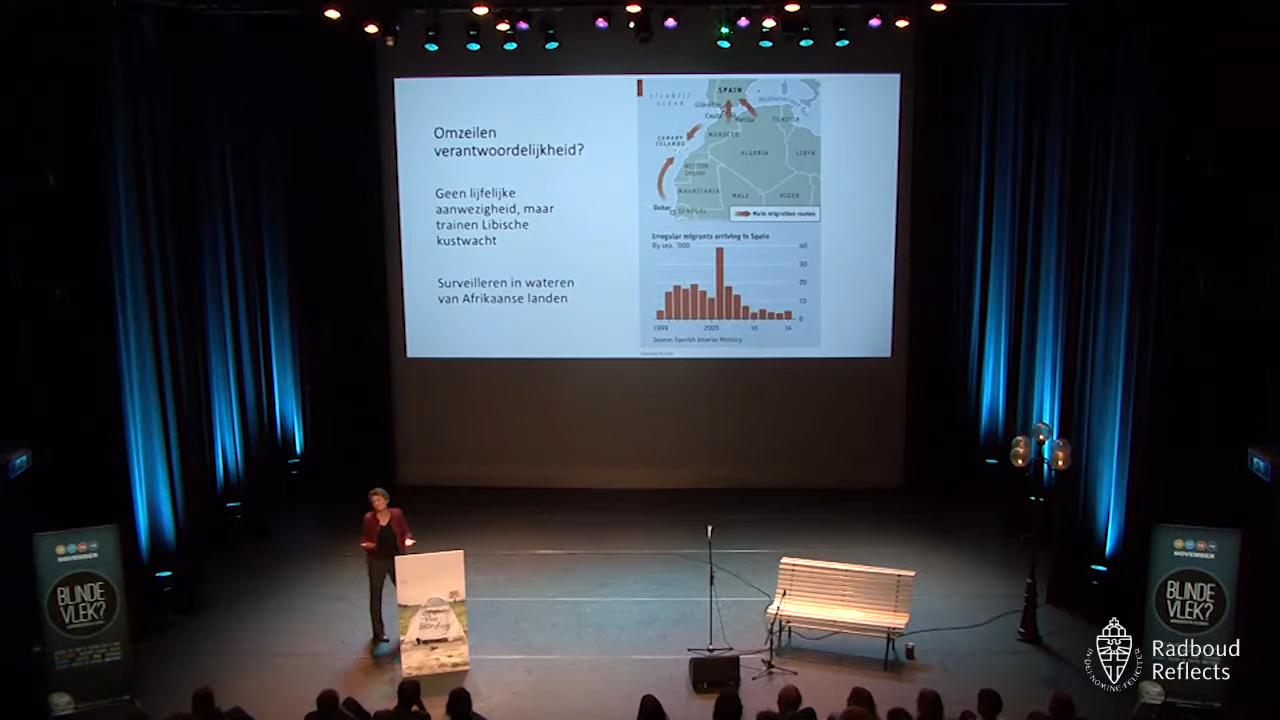 Omzeilen
verantwoordelijkheid?
Geen lijfelijke
aanwezigheid, maar
trainen Libische
kustwacht
Surveilleren in wateren
van Afrikaanse landen
ATLANTIC
OCEAN
SPAIN
Gibraltar
Ceuta
Melilla
TUNISIA
CANARY
ISLANDS
MOROCCO
ALGERIA
LIBYA
WESTERN
SAHARA
MAURITANIA
MALI
NIGER
Dakar
SENEGAL
Main migration routes
Irregular migrants arriving in Spain
By sea, '000
40
30
20
10
0
1999
2005
10
14
Source: Spanish Interior Ministry
NOVEMBER
BLINDE
VLEK?
NOVEMBER
BLINDE
VLEK?
Radboud
Reflects